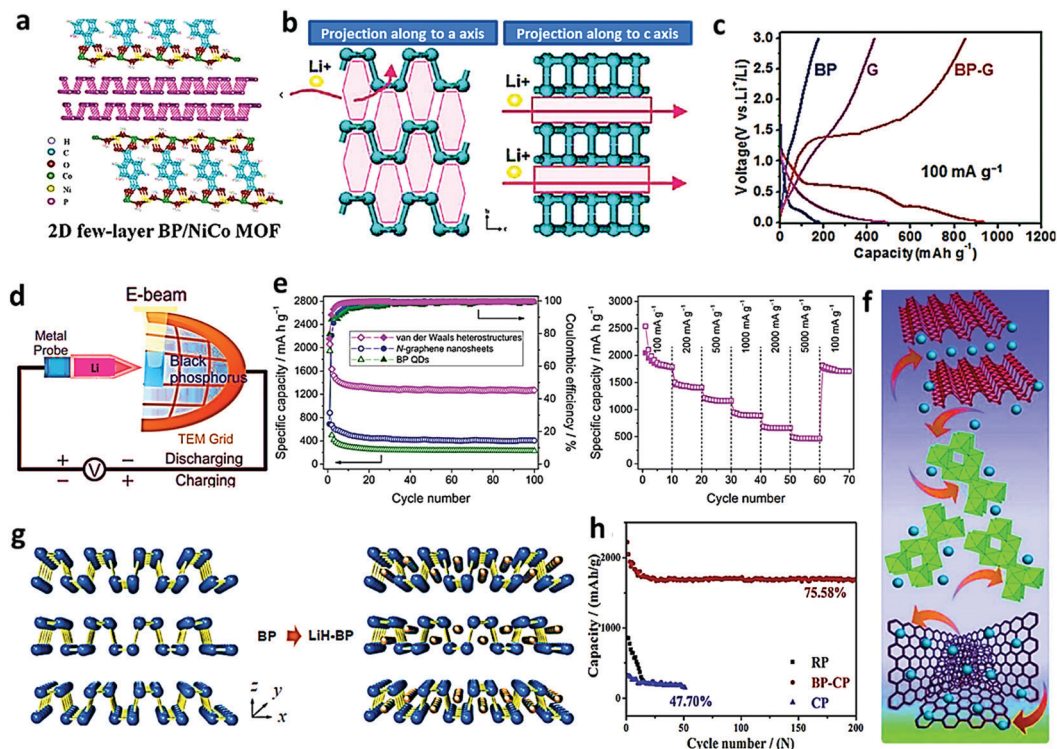 a
H
C
O
Co
Ni
P
2D few-layer BP/NiCo MOF
b
Projection along to a axis
Projection along to c axis
Li+
Li+
Li+
b
c
c
Voltage(V vs.Li+/Li)
3.0
2.5
2.0
1.5
1.0
0.5
0.0
BP
G
BP-G
100 mA g-1
0 200 400 600 800 1000 1200
Capacity(mAh g-1)
d
E-beam
Metal
Probe
Li
Black
phosphorus
TEM Grid
+ V − Discharging
− + Charging
e
Specific capacity / mA h g-1
2800
2400
2000
1600
1200
800
400
0
van der Waals heterostructures
N-graphene nanosheets
BP QDs
100
80
60
40
20
0
Coulombic efficiency / %
0 20 40 60 80 100
Cycle number
Specific capacity / mA h g-1
3000
2500
2000
1500
1000
500
0
100 mA g-1
200 mA g-1
500 mA g-1
1000 mA g-1
2000 mA g-1
5000 mA g-1
100 mA g-1
0 10 20 30 40 50 60 70
Cycle number
f
g
BP
LiH-BP
z
y
x
h
Capacity / (mAh/g)
2000
1000
0
75.58%
47.70%
RP
BP-CP
CP
0 50 100 150 200
Cycle number / (N)